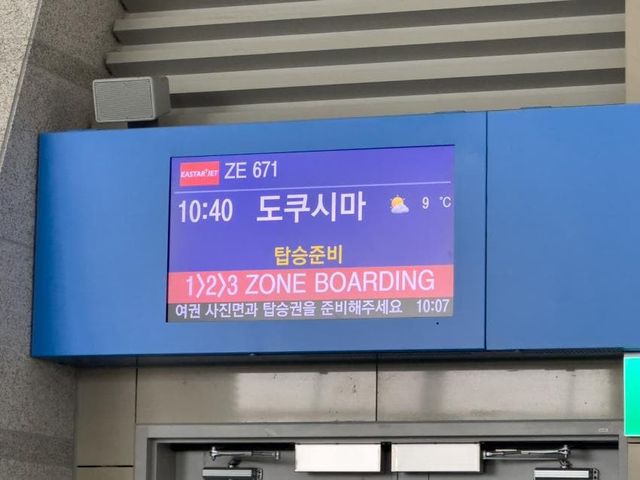 EASTAR JET ZE 671
10:40 도쿠시마 9 ℃
탑승준비
1>2>3 ZONE BOARDING
여권 사진면과 탑승권을 준비해주세요 10:07